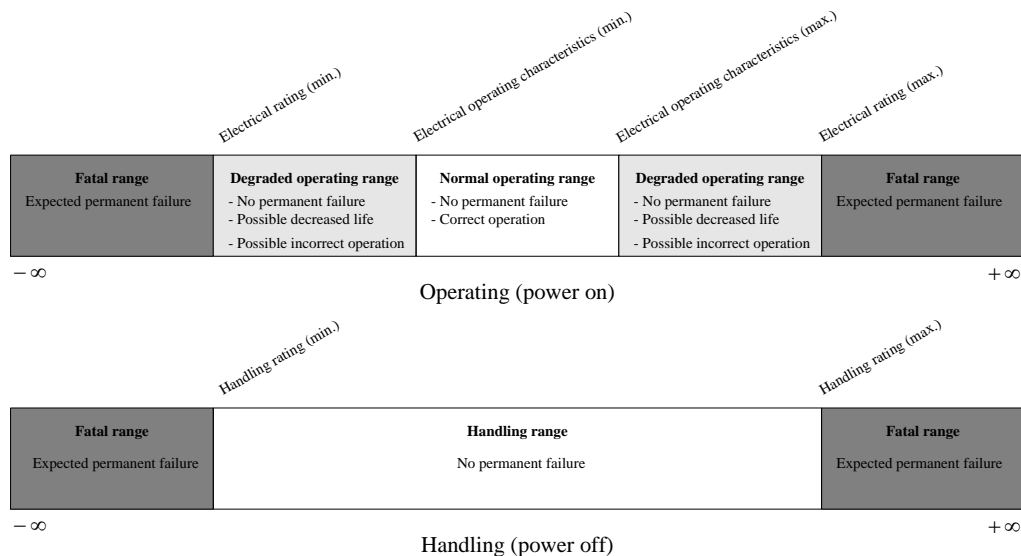 Electrical rating (min.)
Electrical operating characteristics (min.)
Electrical operating characteristics (max.)
Electrical rating (max.)
Fatal range
Expected permanent failure
Degraded operating range
- No permanent failure
- Possible decreased life
- Possible incorrect operation
Normal operating range
- No permanent failure
- Correct operation
Degraded operating range
- No permanent failure
- Possible decreased life
- Possible incorrect operation
Fatal range
Expected permanent failure
– ∞
+ ∞
Operating (power on)
Handling rating (min.)
Handling rating (max.)
Fatal range
Expected permanent failure
Handling range
No permanent failure
Fatal range
Expected permanent failure
– ∞
+ ∞
Handling (power off)